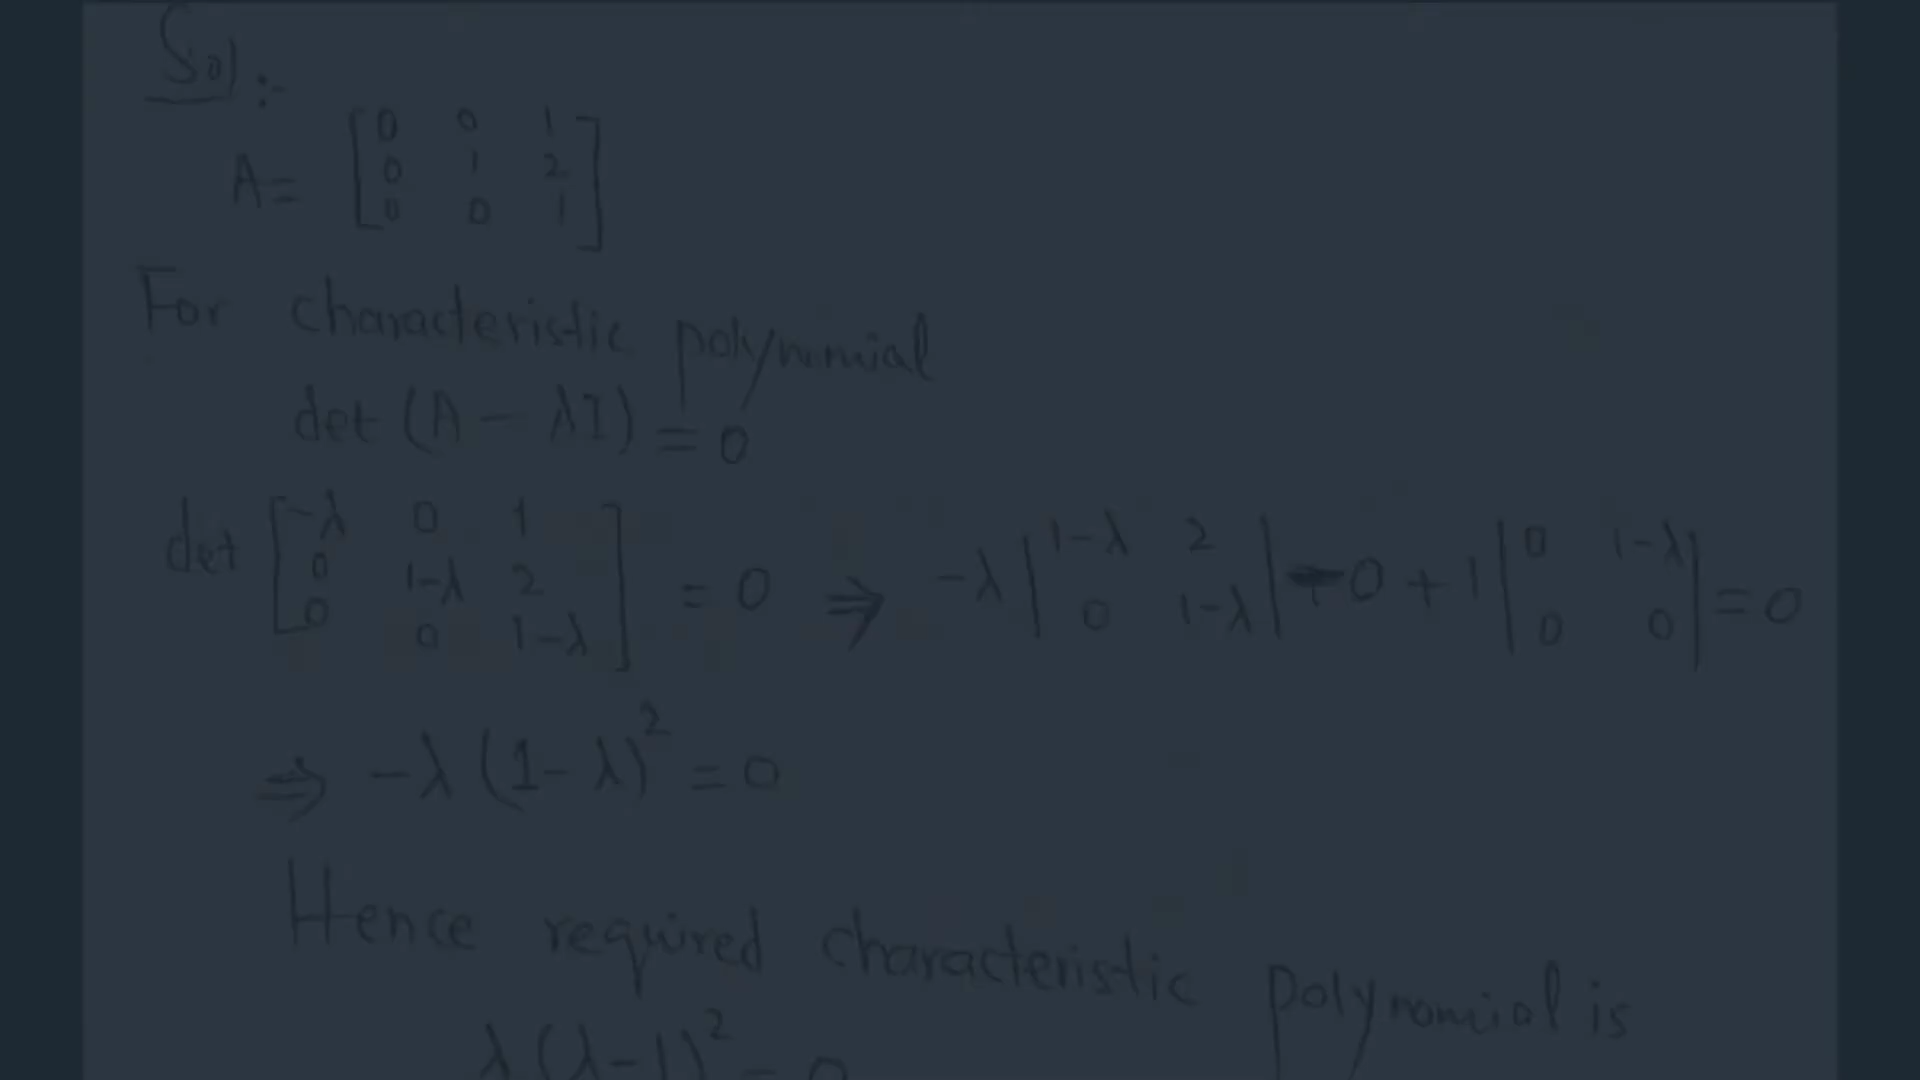 Sol :-
A = [0 0 1
0 1 2
0 0 1]
For characteristic polynimial
det (A - λI) = 0
det [-λ 0 1
0 1-λ 2
0 0 1-λ] = 0 ⇒ -λ |1-λ 2
0 1-λ| - 0 + 1 |0 1-λ
0 0| = 0
⇒ -λ (1-λ)² = 0
Hence required characteristic polynomial is
λ(λ-1)² = 0